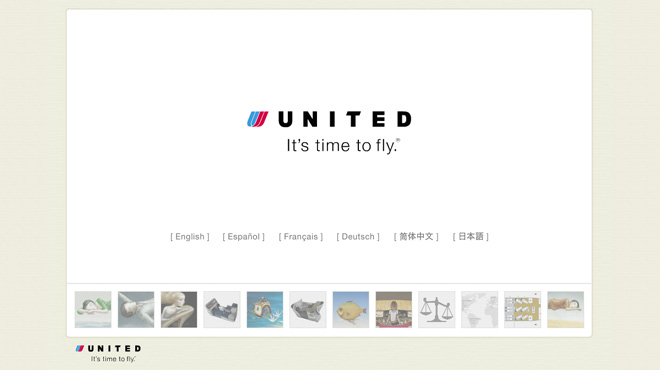 UNITED
It's time to fly.®
[ English ] [ Español ] [ Français ] [ Deutsch ] [ 简体中文 ] [ 日本語 ]
UNITED
It's time to fly.